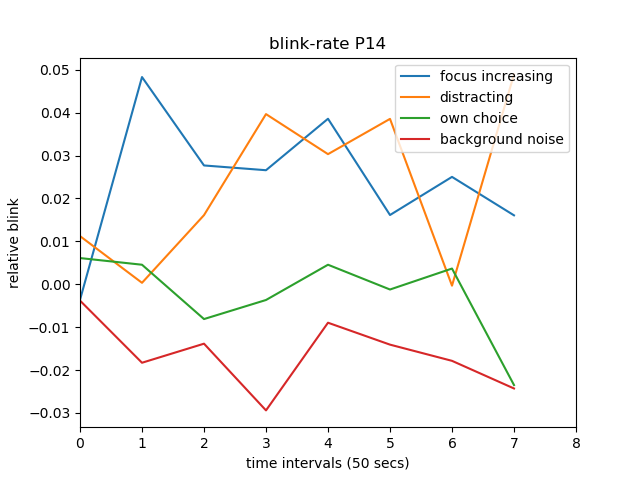 blink-rate P14
focus increasing
distracting
own choice
background noise
relative blink
0.05
0.04
0.03
0.02
0.01
0.00
−0.01
−0.02
−0.03
0 1 2 3 4 5 6 7 8
time intervals (50 secs)